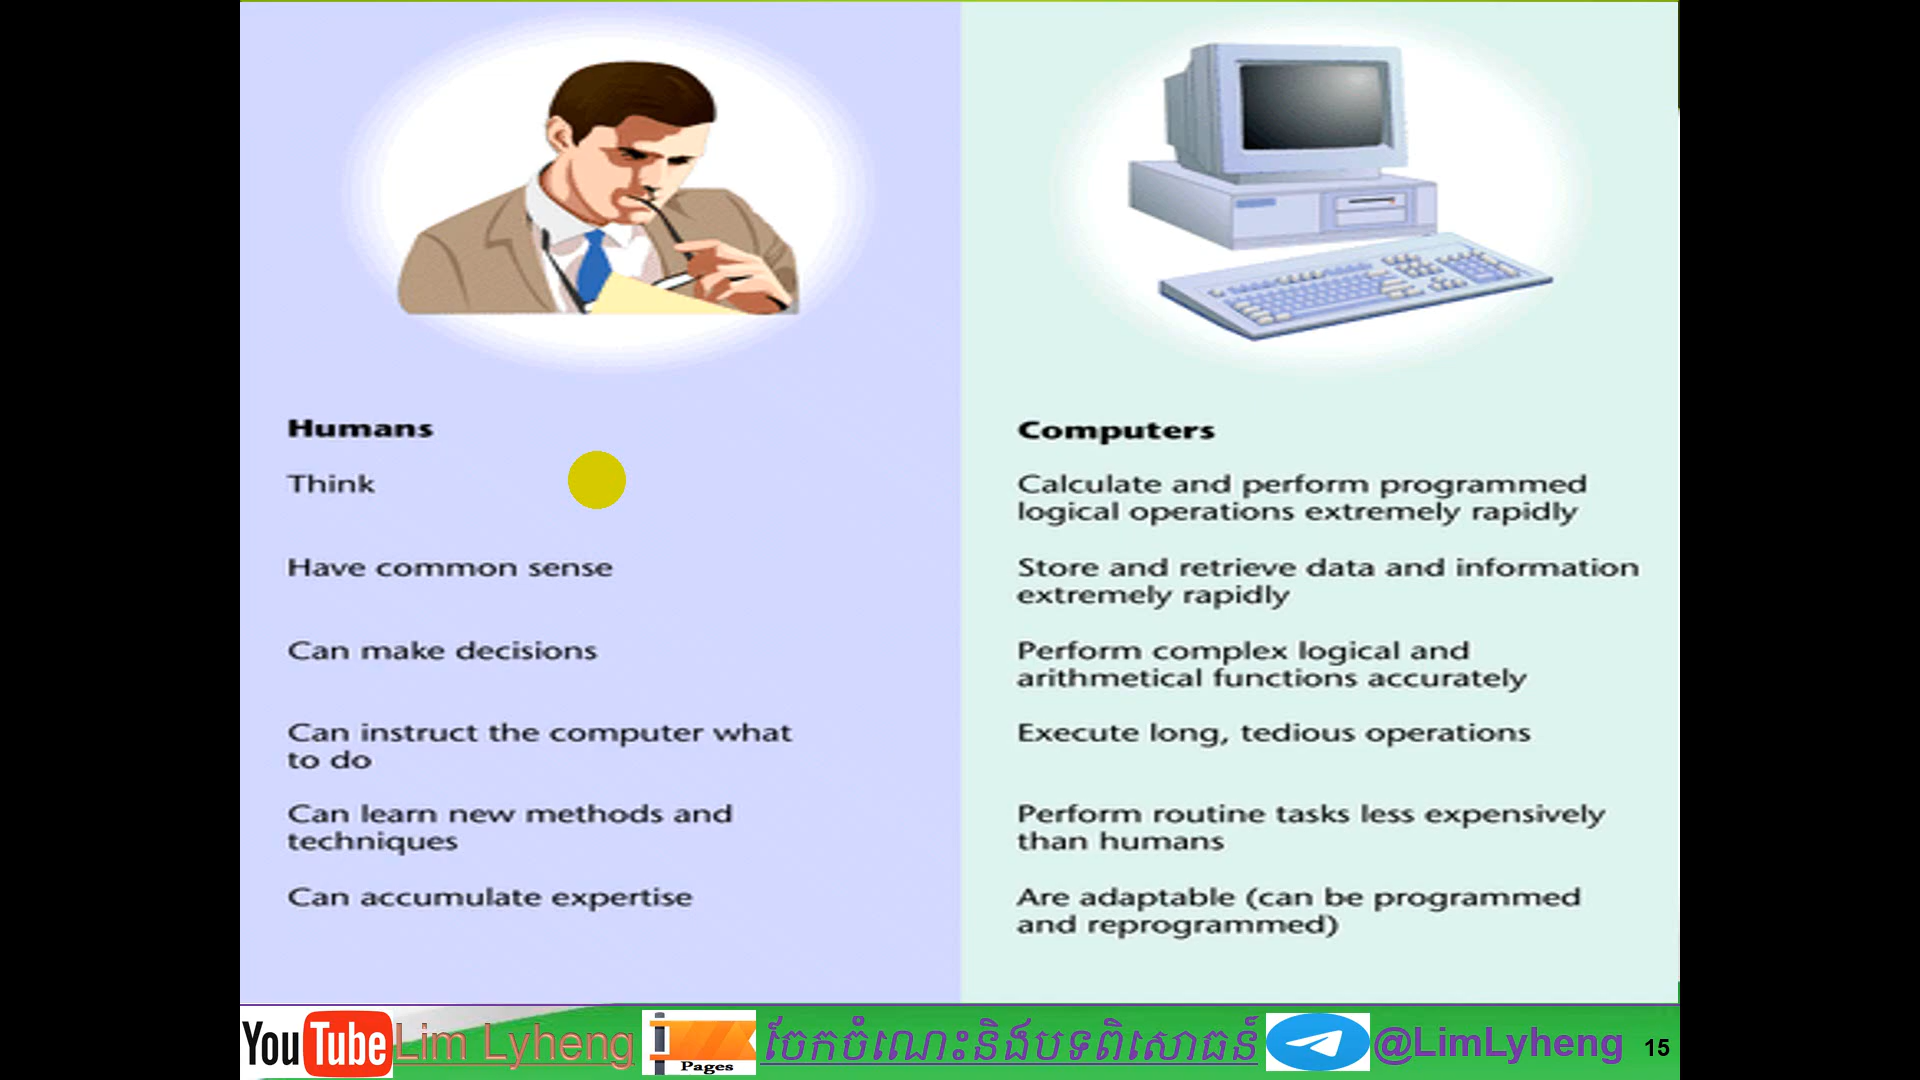 Humans
Think
Have common sense
Can make decisions
Can instruct the computer what
to do
Can learn new methods and
techniques
Can accumulate expertise
Computers
Calculate and perform programmed
logical operations extremely rapidly
Store and retrieve data and information
extremely rapidly
Perform complex logical and
arithmetical functions accurately
Execute long, tedious operations
Perform routine tasks less expensively
than humans
Are adaptable (can be programmed
and reprogrammed)
YouTube Lim Lyheng Pages ចែកចំណេះនិងបទពិសោធន៍ @LimLyheng 15